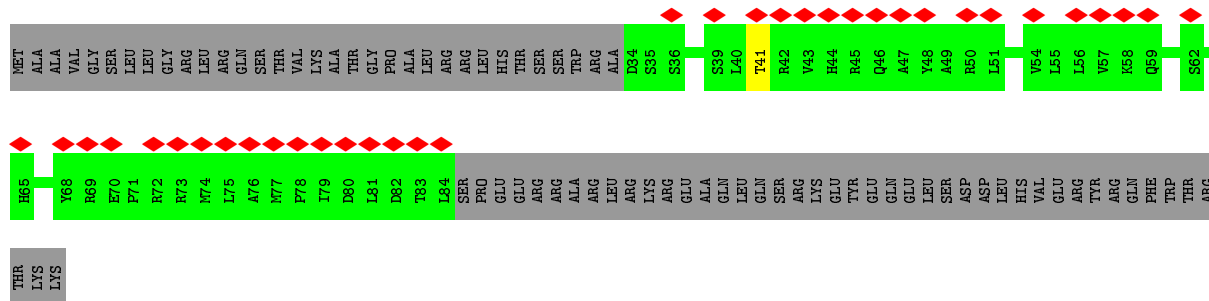 MET ALA ALA VAL GLY SER LEU LEU GLY ARG LEU ARG GLN SER THR VAL LYS ALA THR GLY PRO ALA LEU ARG ARG LEU HIS THR SER SER TRP ARG ALA D34 S35 S36 S39 L40 T41 R42 V43 H44 R45 Q46 A47 Y48 A49 R50 L51 V54 L55 L56 V57 K58 Q59 S62
H65 Y68 R69 E70 P71 R72 R73 M74 L75 A76 M77 P78 I79 D80 L81 D82 T83 L84 SER PRO GLU GLU ARG ARG ALA ARG LEU ARG LYS ARG GLU ALA GLN LEU GLN SER ARG LYS GLU TYR GLU GLN GLU LEU SER ASP ASP LEU HIS VAL GLU ARG TYR ARG GLN PHE TRP THR ARG
THR LYS LYS